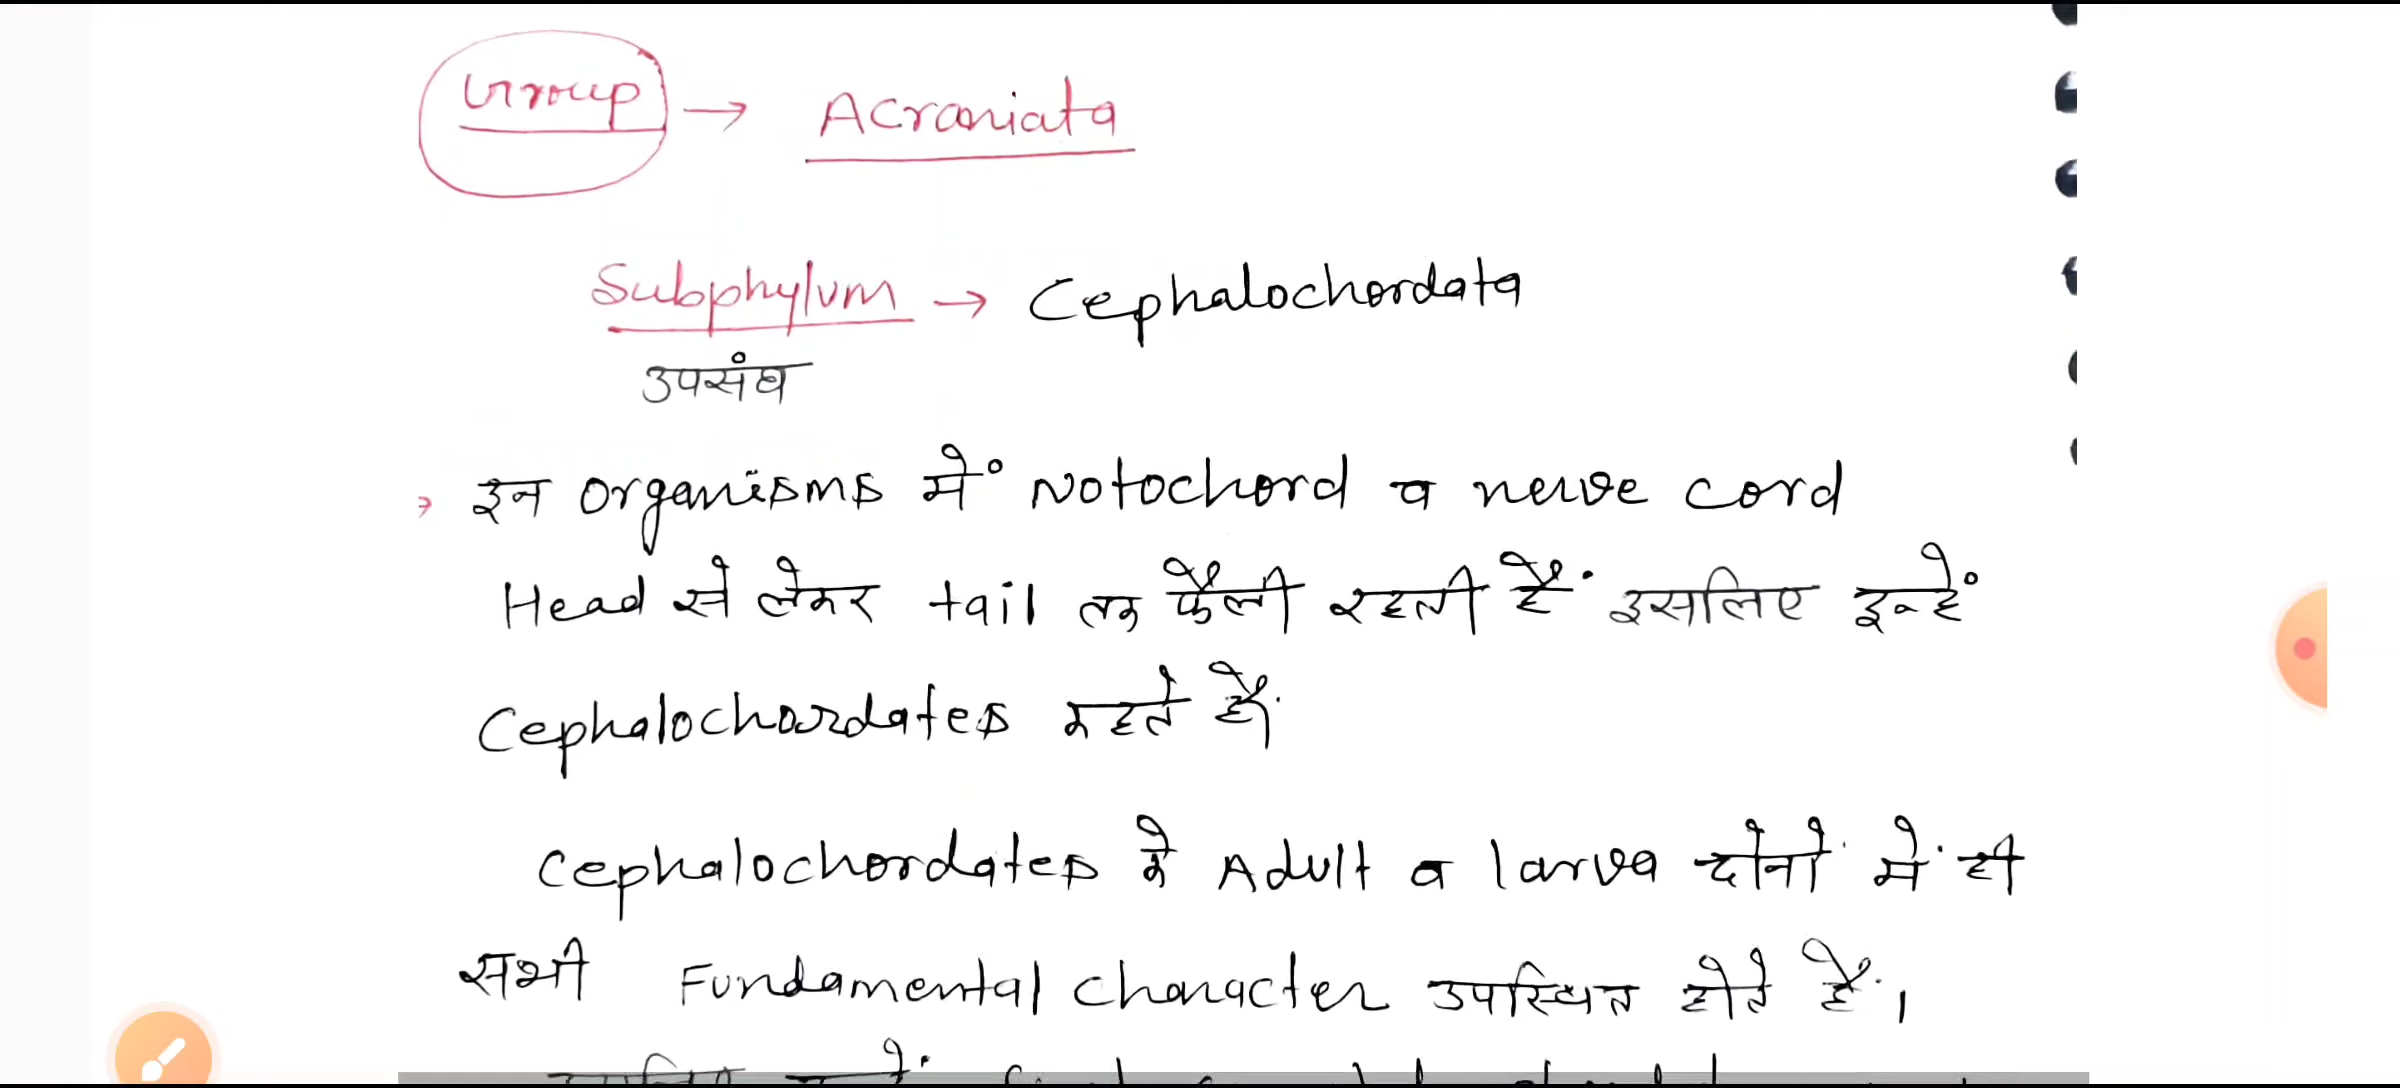 Group → Acraniata
Subphylum → Cephalochordata
उपसंघ
→ इन organisms में Notochord व nerve cord
Head से लेकर tail तक फैली रहती हैं इसलिए इन्हें
Cephalochordates कहते हैं
Cephalochordates के Adult व larva दोनों में ही
सभी Fundamental character उपस्थित होते हैं।